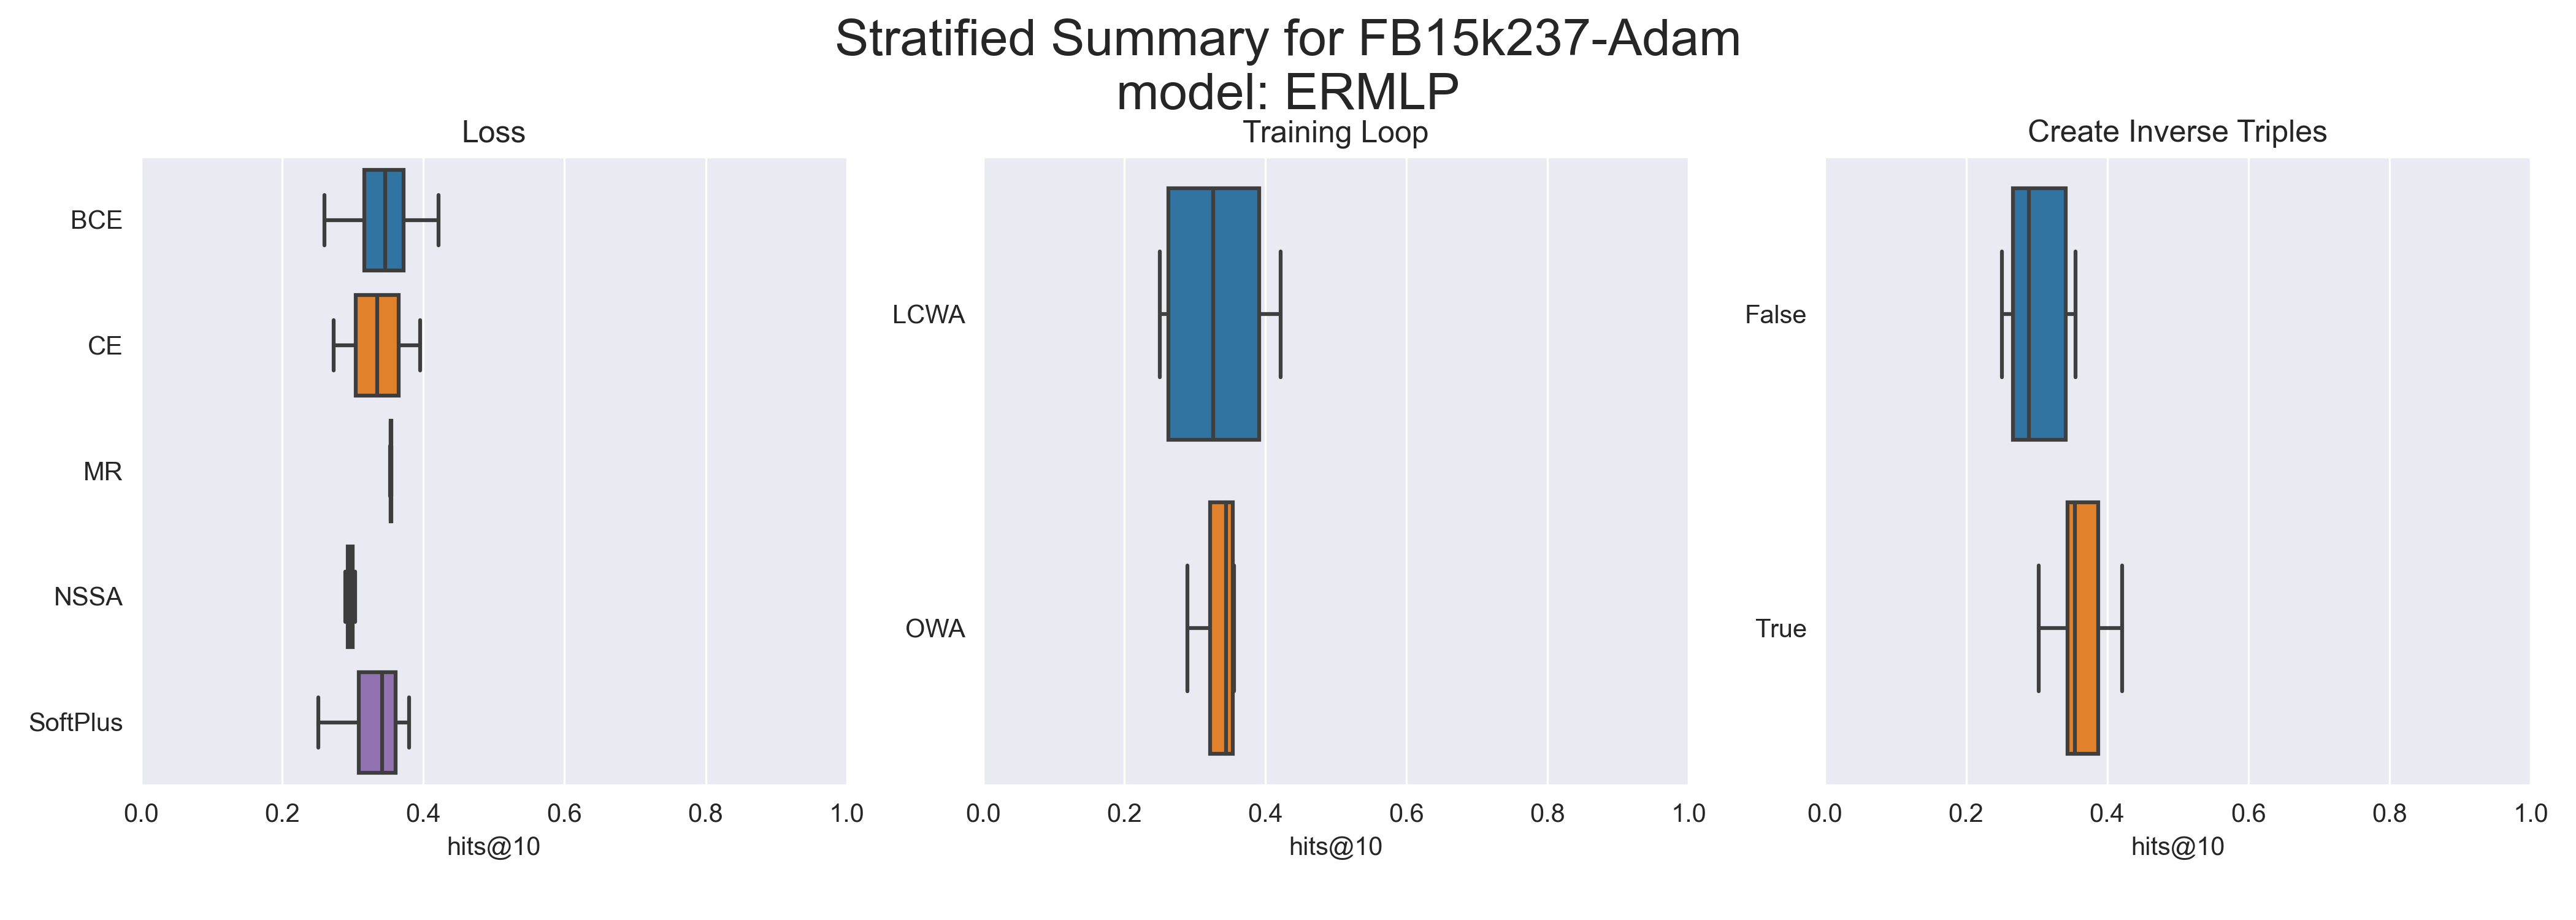 Stratified Summary for FB15k237-Adam
model: ERMLP
Loss
BCE
CE
MR
NSSA
SoftPlus
0.0 0.2 0.4 0.6 0.8 1.0
hits@10
Training Loop
LCWA
OWA
0.0 0.2 0.4 0.6 0.8 1.0
hits@10
Create Inverse Triples
False
True
0.0 0.2 0.4 0.6 0.8 1.0
hits@10